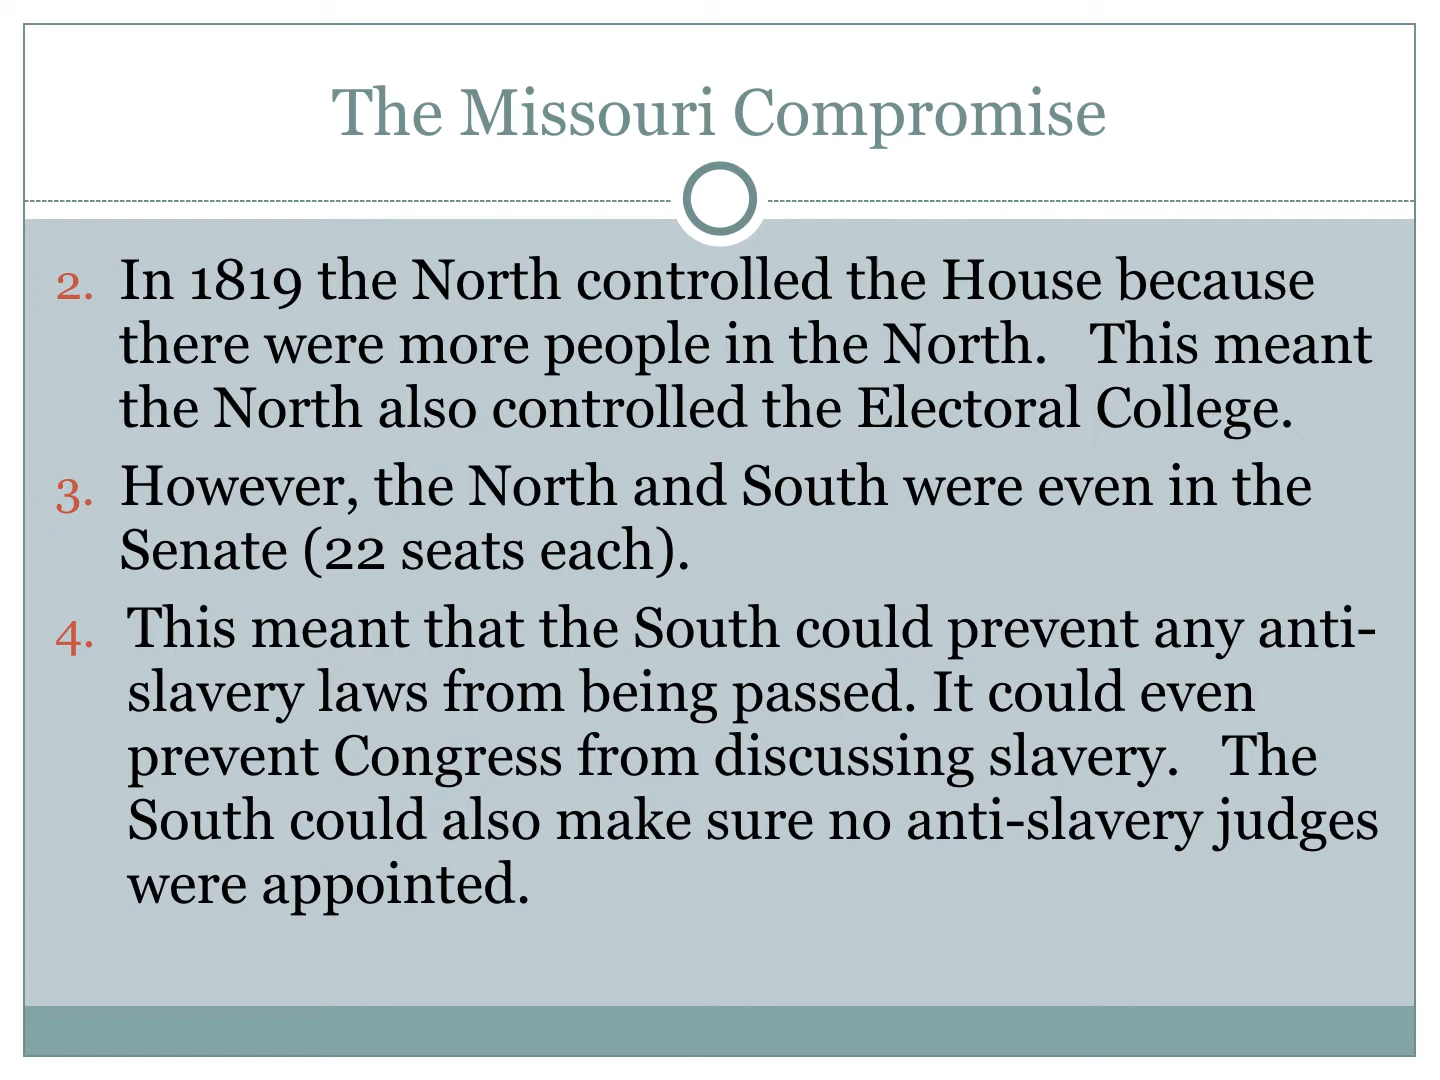 The Missouri Compromise
2. In 1819 the North controlled the House because
there were more people in the North.   This meant
the North also controlled the Electoral College.
3. However, the North and South were even in the
Senate (22 seats each).
4. This meant that the South could prevent any anti-
slavery laws from being passed. It could even
prevent Congress from discussing slavery.   The
South could also make sure no anti-slavery judges
were appointed.